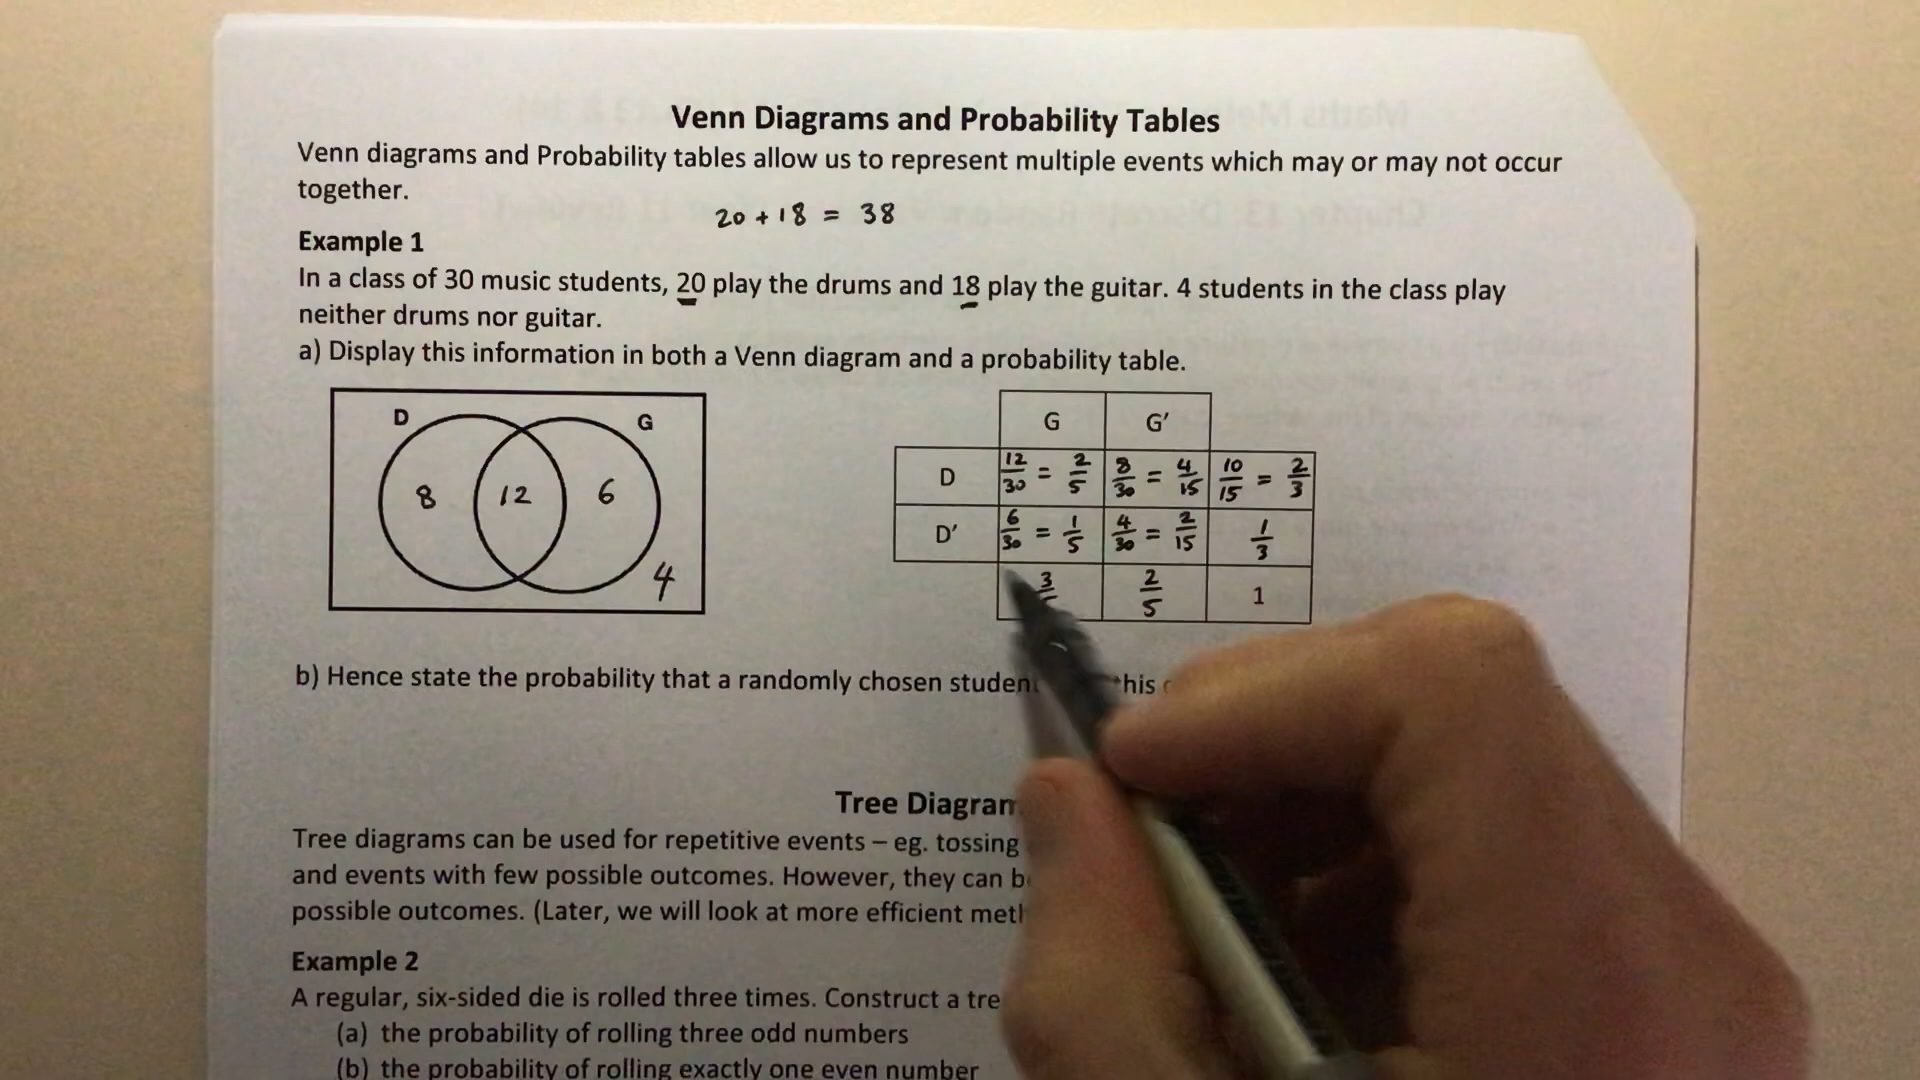 Venn Diagrams and Probability Tables
Venn diagrams and Probability tables allow us to represent multiple events which may or may not occur
together.
20 + 18 = 38
Example 1
In a class of 30 music students, 20 play the drums and 18 play the guitar. 4 students in the class play
neither drums nor guitar.
a) Display this information in both a Venn diagram and a probability table.
D G
8 12 6
4
G G′
D 12/30 = 2/5 8/30 = 4/15 10/15 = 2/3
D′ 6/30 = 1/5 4/30 = 2/15 1/3
3 2/5 1
b) Hence state the probability that a randomly chosen studen this
Tree Diagram
Tree diagrams can be used for repetitive events – eg. tossing
and events with few possible outcomes. However, they can b
possible outcomes. (Later, we will look at more efficient meth
Example 2
A regular, six-sided die is rolled three times. Construct a tre
(a) the probability of rolling three odd numbers
(b) the probability of rolling exactly one even number